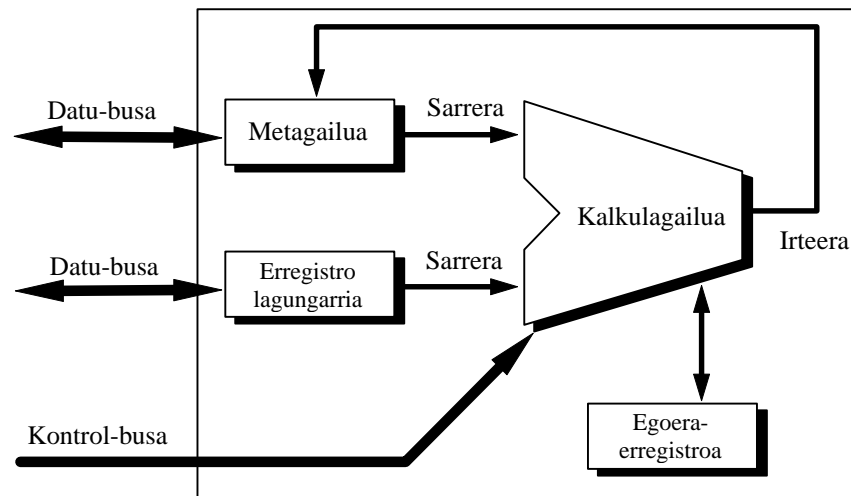 Datu-busa
Metagailua
Sarrera
Kalkulagailua
Irteera
Datu-busa
Erregistro
lagungarria
Sarrera
Kontrol-busa
Egoera-
erregistroa